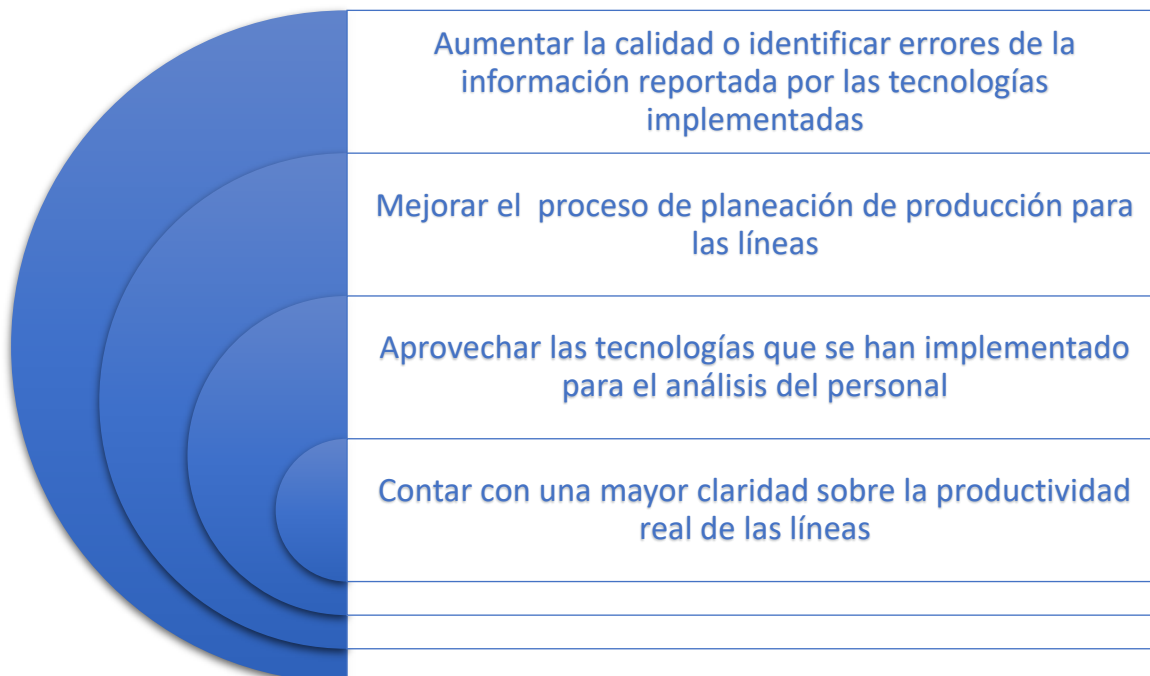 Aumentar la calidad o identificar errores de la
información reportada por las tecnologías
implementadas
Mejorar el  proceso de planeación de producción para
las líneas
Aprovechar las tecnologías que se han implementado
para el análisis del personal
Contar con una mayor claridad sobre la productividad
real de las líneas